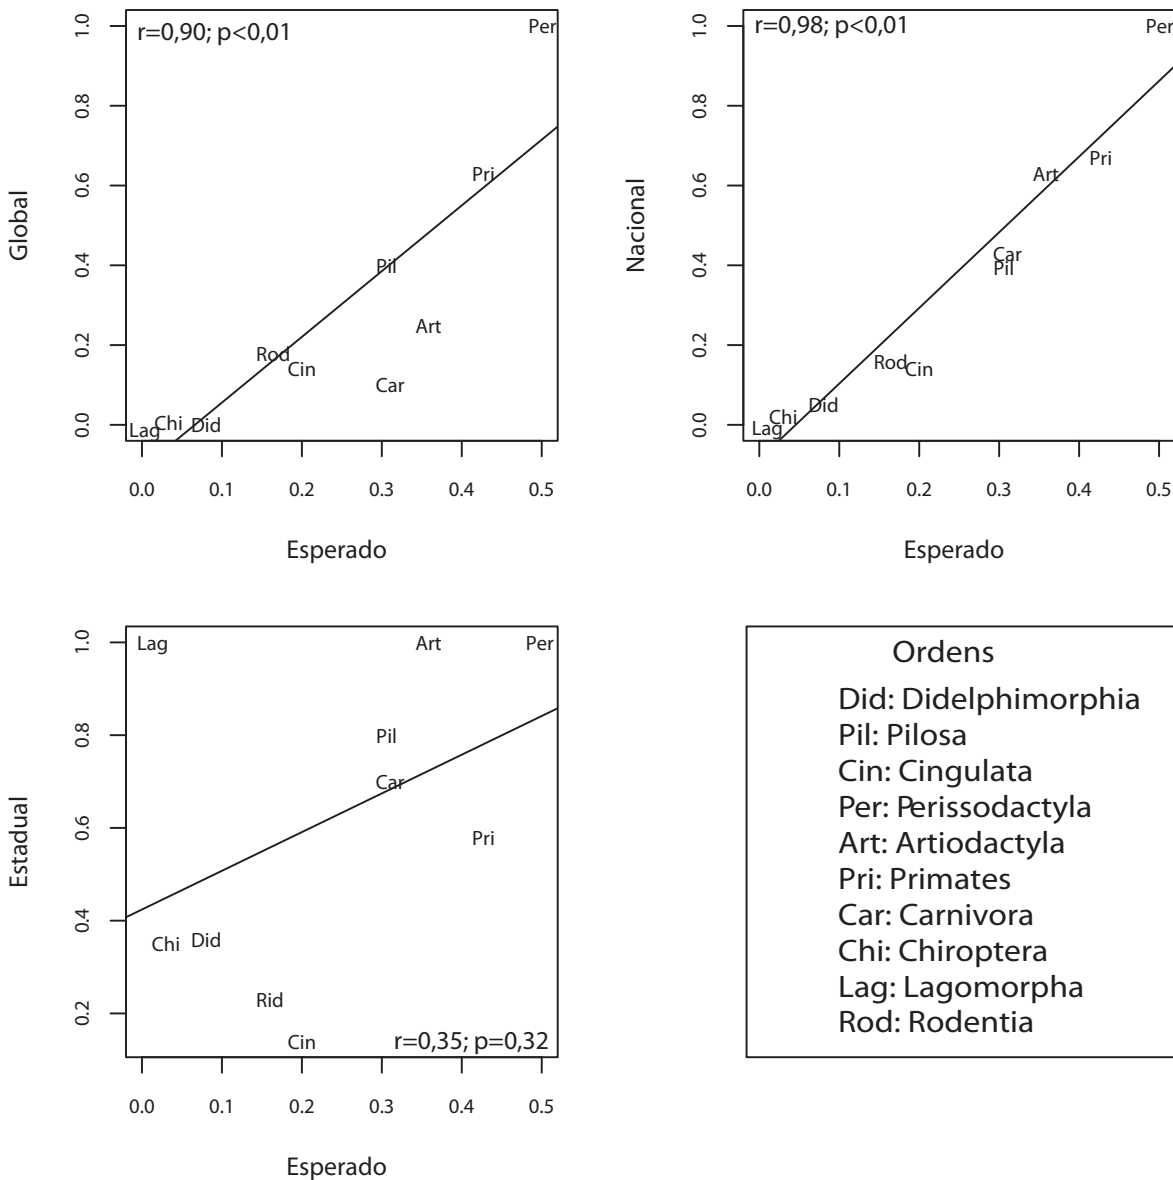 r=0,90; p<0,01
Per
Pri
Pil
Art
Rod
Cin
Car
Lag
Chi
Did
Global
1.0
0.8
0.6
0.4
0.2
0.0
0.0 0.1 0.2 0.3 0.4 0.5
Esperado
r=0,98; p<0,01
Per
Pri
Art
Car
Pil
Rod
Cin
Did
Chi
Lag
Nacional
1.0
0.8
0.6
0.4
0.2
0.0
0.0 0.1 0.2 0.3 0.4 0.5
Esperado
Lag
Art
Per
Pil
Car
Pri
Chi
Did
Rid
Cin
r=0,35; p=0,32
Estadual
1.0
0.8
0.6
0.4
0.2
0.0 0.1 0.2 0.3 0.4 0.5
Esperado
Ordens
Did: Didelphimorphia
Pil: Pilosa
Cin: Cingulata
Per: Perissodactyla
Art: Artiodactyla
Pri: Primates
Car: Carnivora
Chi: Chiroptera
Lag: Lagomorpha
Rod: Rodentia